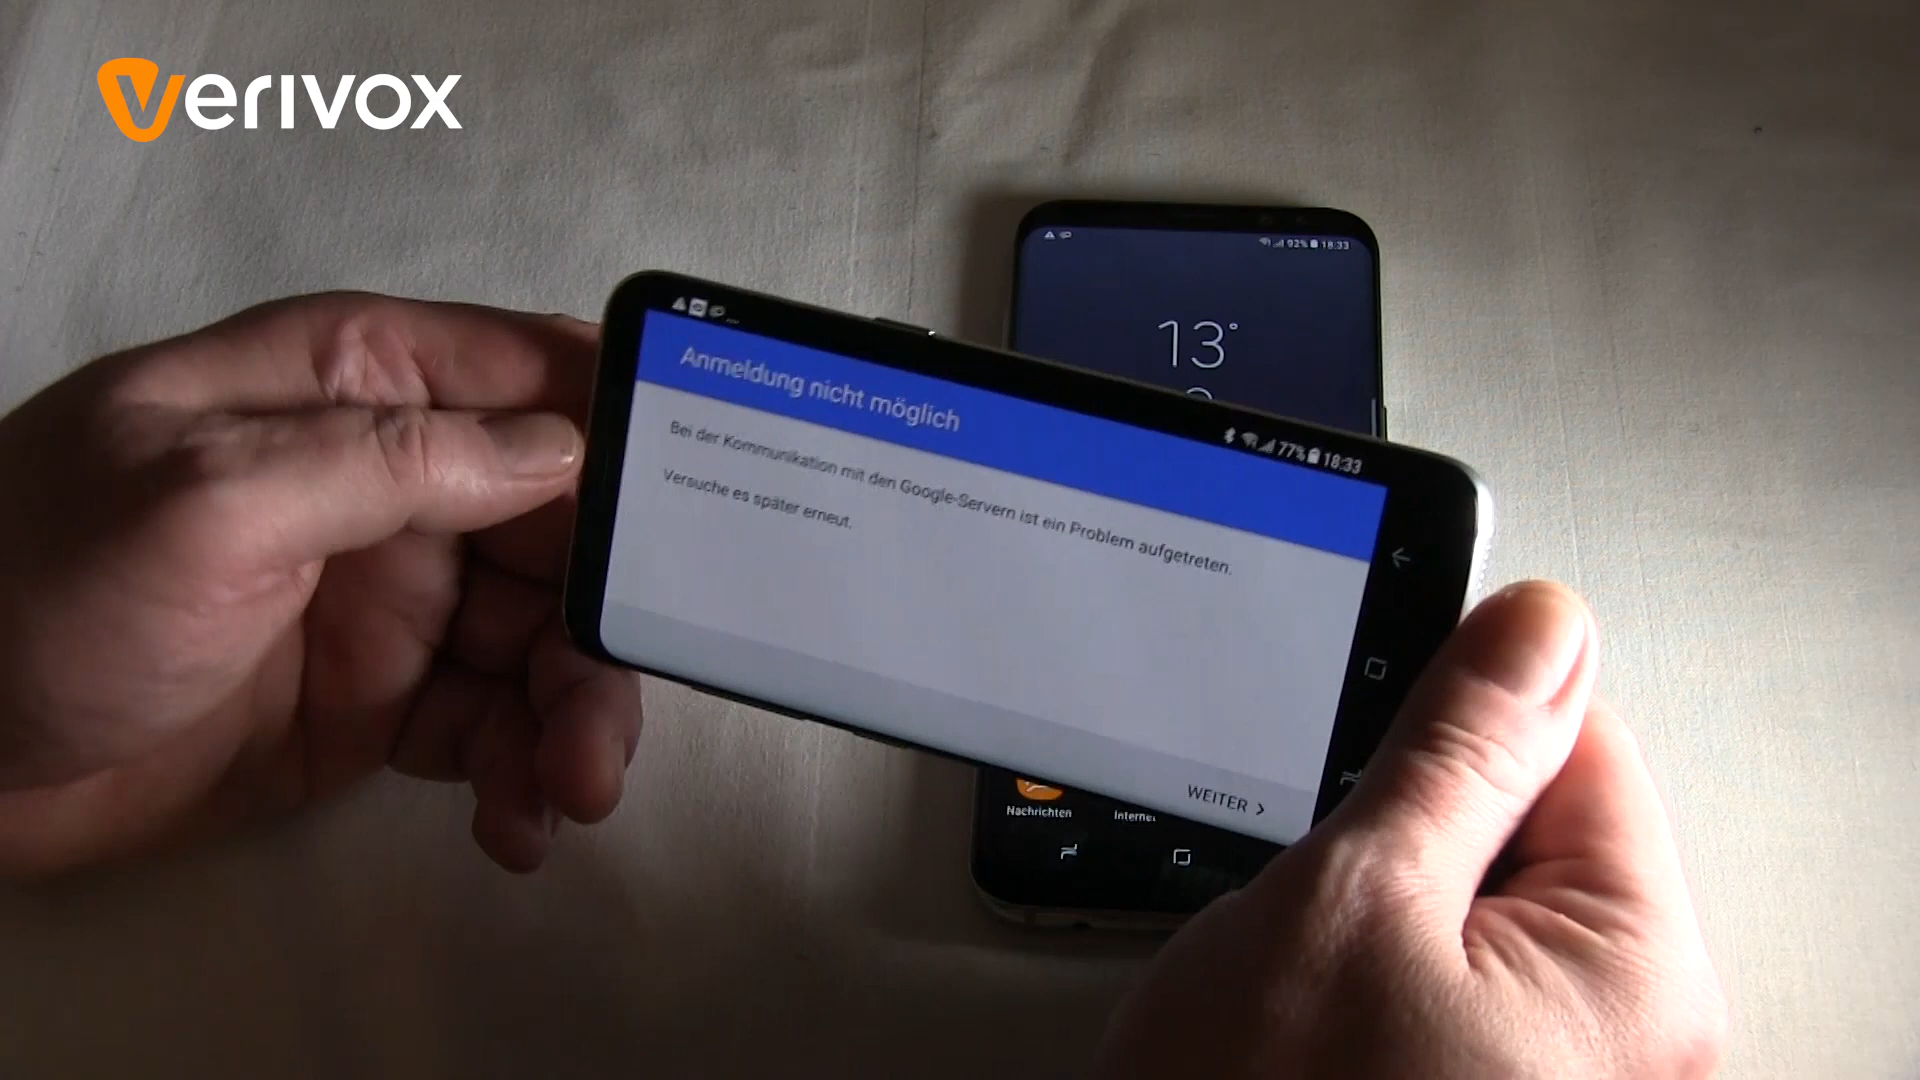 verivox
92% 18:33
13°
Anmeldung nicht möglich
77% 18:33
Bei der Kommunikation mit den Google-Servern ist ein Problem aufgetreten.
Versuche es später erneut.
WEITER
Nachrichten
Internet